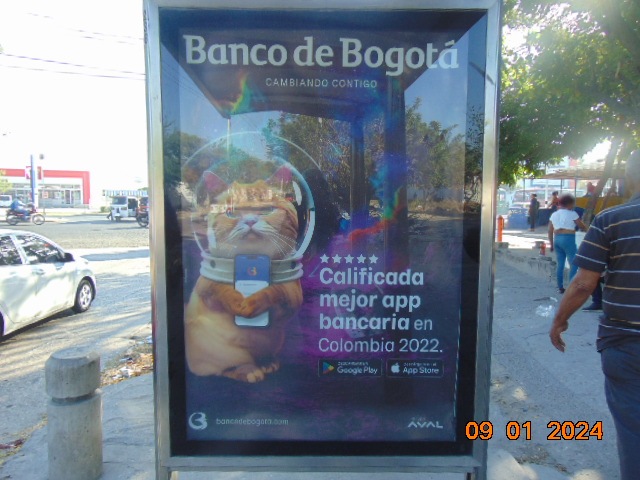 Banco de Bogotá
CAMBIANDO CONTIGO
Calificada
mejor app
bancaria en
Colombia 2022.
Google Play
App Store
bancodebogota.com
AVAL
09 01 2024